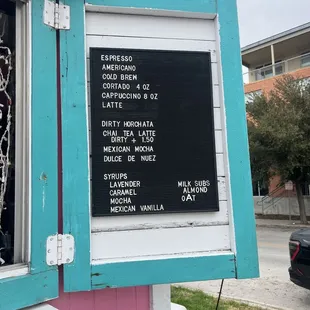 ESPRESSO
AMERICANO
COLD BREW
CORTADO 4 OZ
CAPPUCCINO 8 OZ
LATTE
DIRTY HORCHATA
CHAI TEA LATTE
DIRTY + 1.50
MEXICAN MOCHA
DULCE DE NUEZ
SYRUPS
LAVENDER
CARAMEL
MOCHA
MEXICAN VANILLA
MILK SUBS
ALMOND
OAT